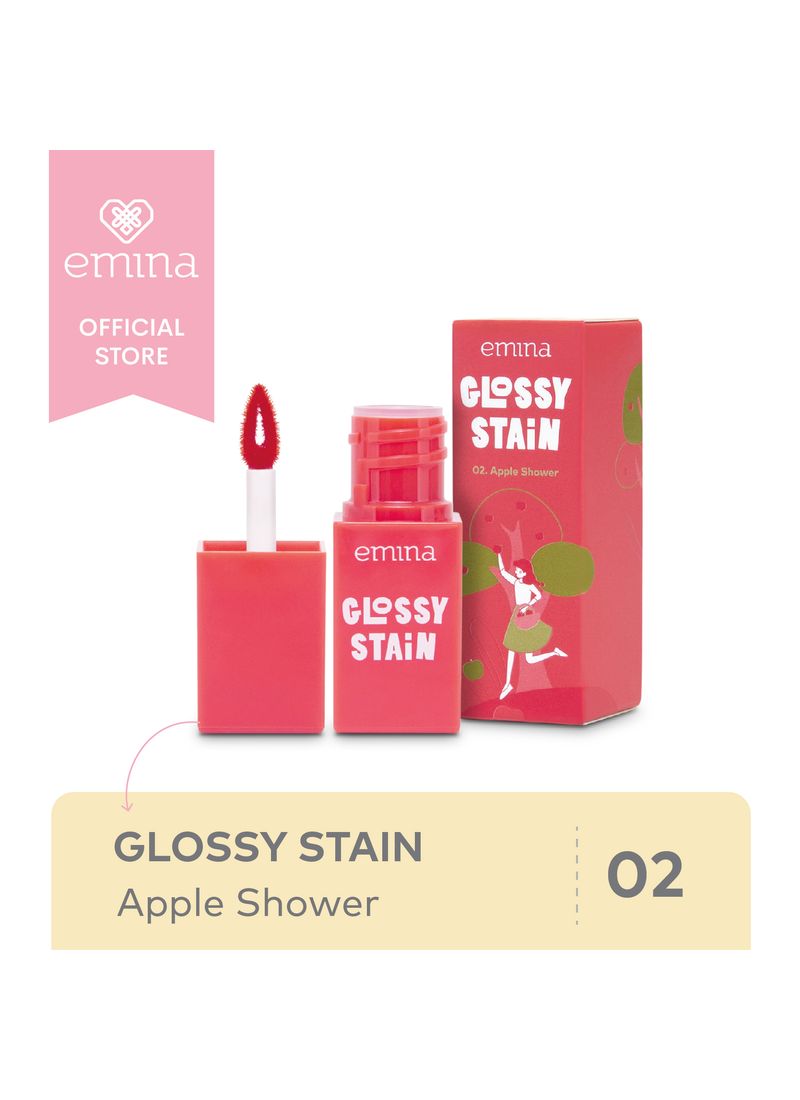 emina
OFFICIAL
STORE
emina
GLOSSY
STAiN
02. Apple Shower
emina
GLOSSY
STAiN
GLOSSY STAIN
Apple Shower
02